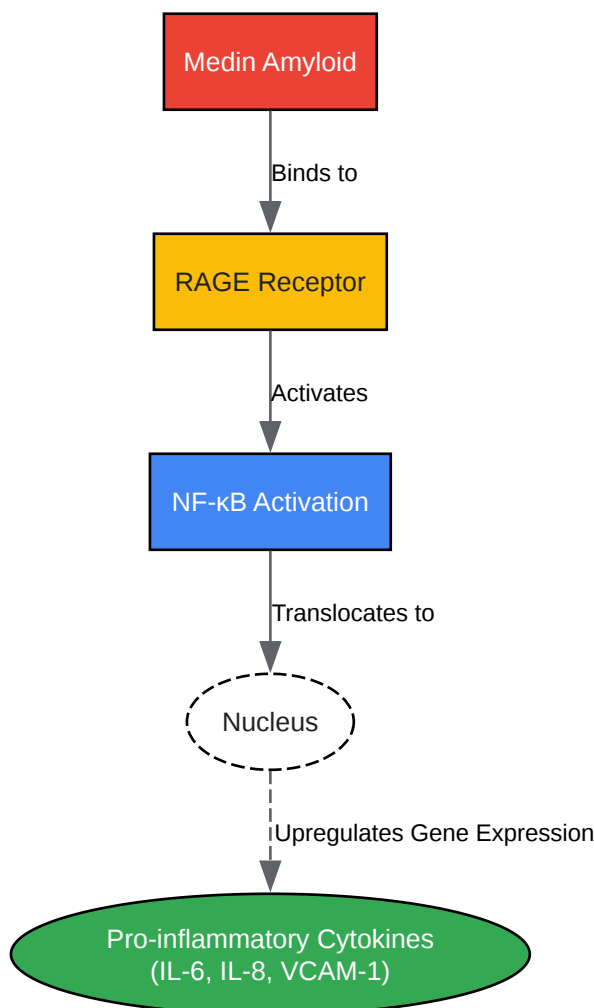 Medin Amyloid
Binds to
RAGE Receptor
Activates
NF-κB Activation
Translocates to
Nucleus
Upregulates Gene Expression
Pro-inflammatory Cytokines
(IL-6, IL-8, VCAM-1)